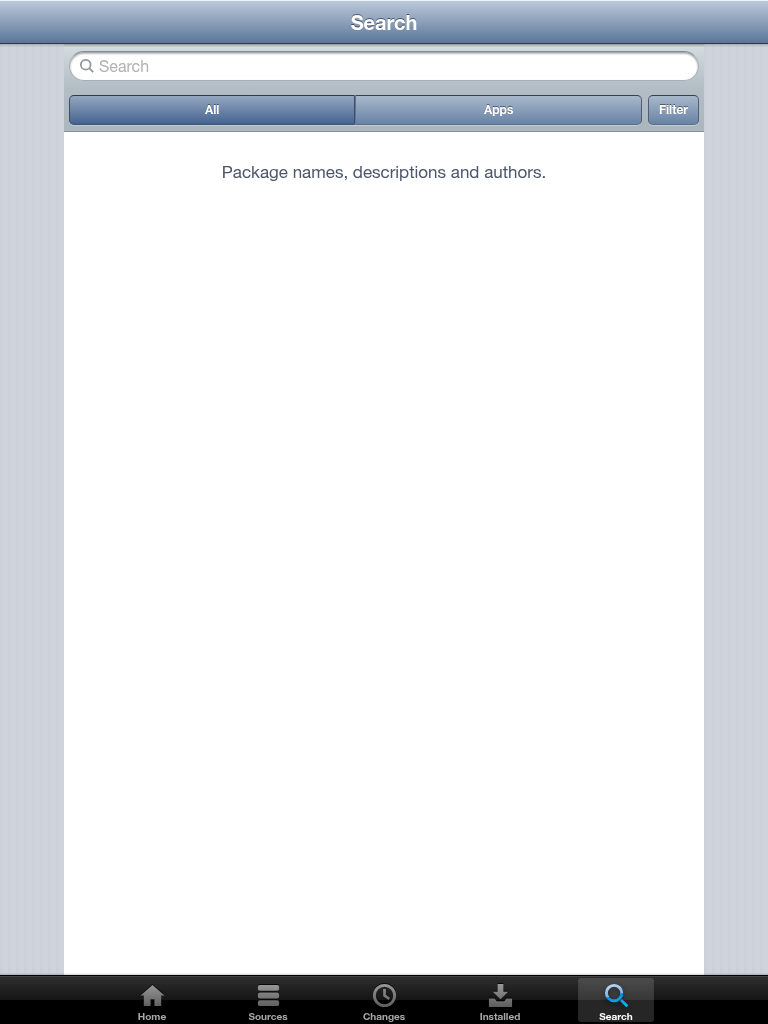 Search
Search
All
Apps
Filter
Package names, descriptions and authors.
Home
Sources
Changes
Installed
Search